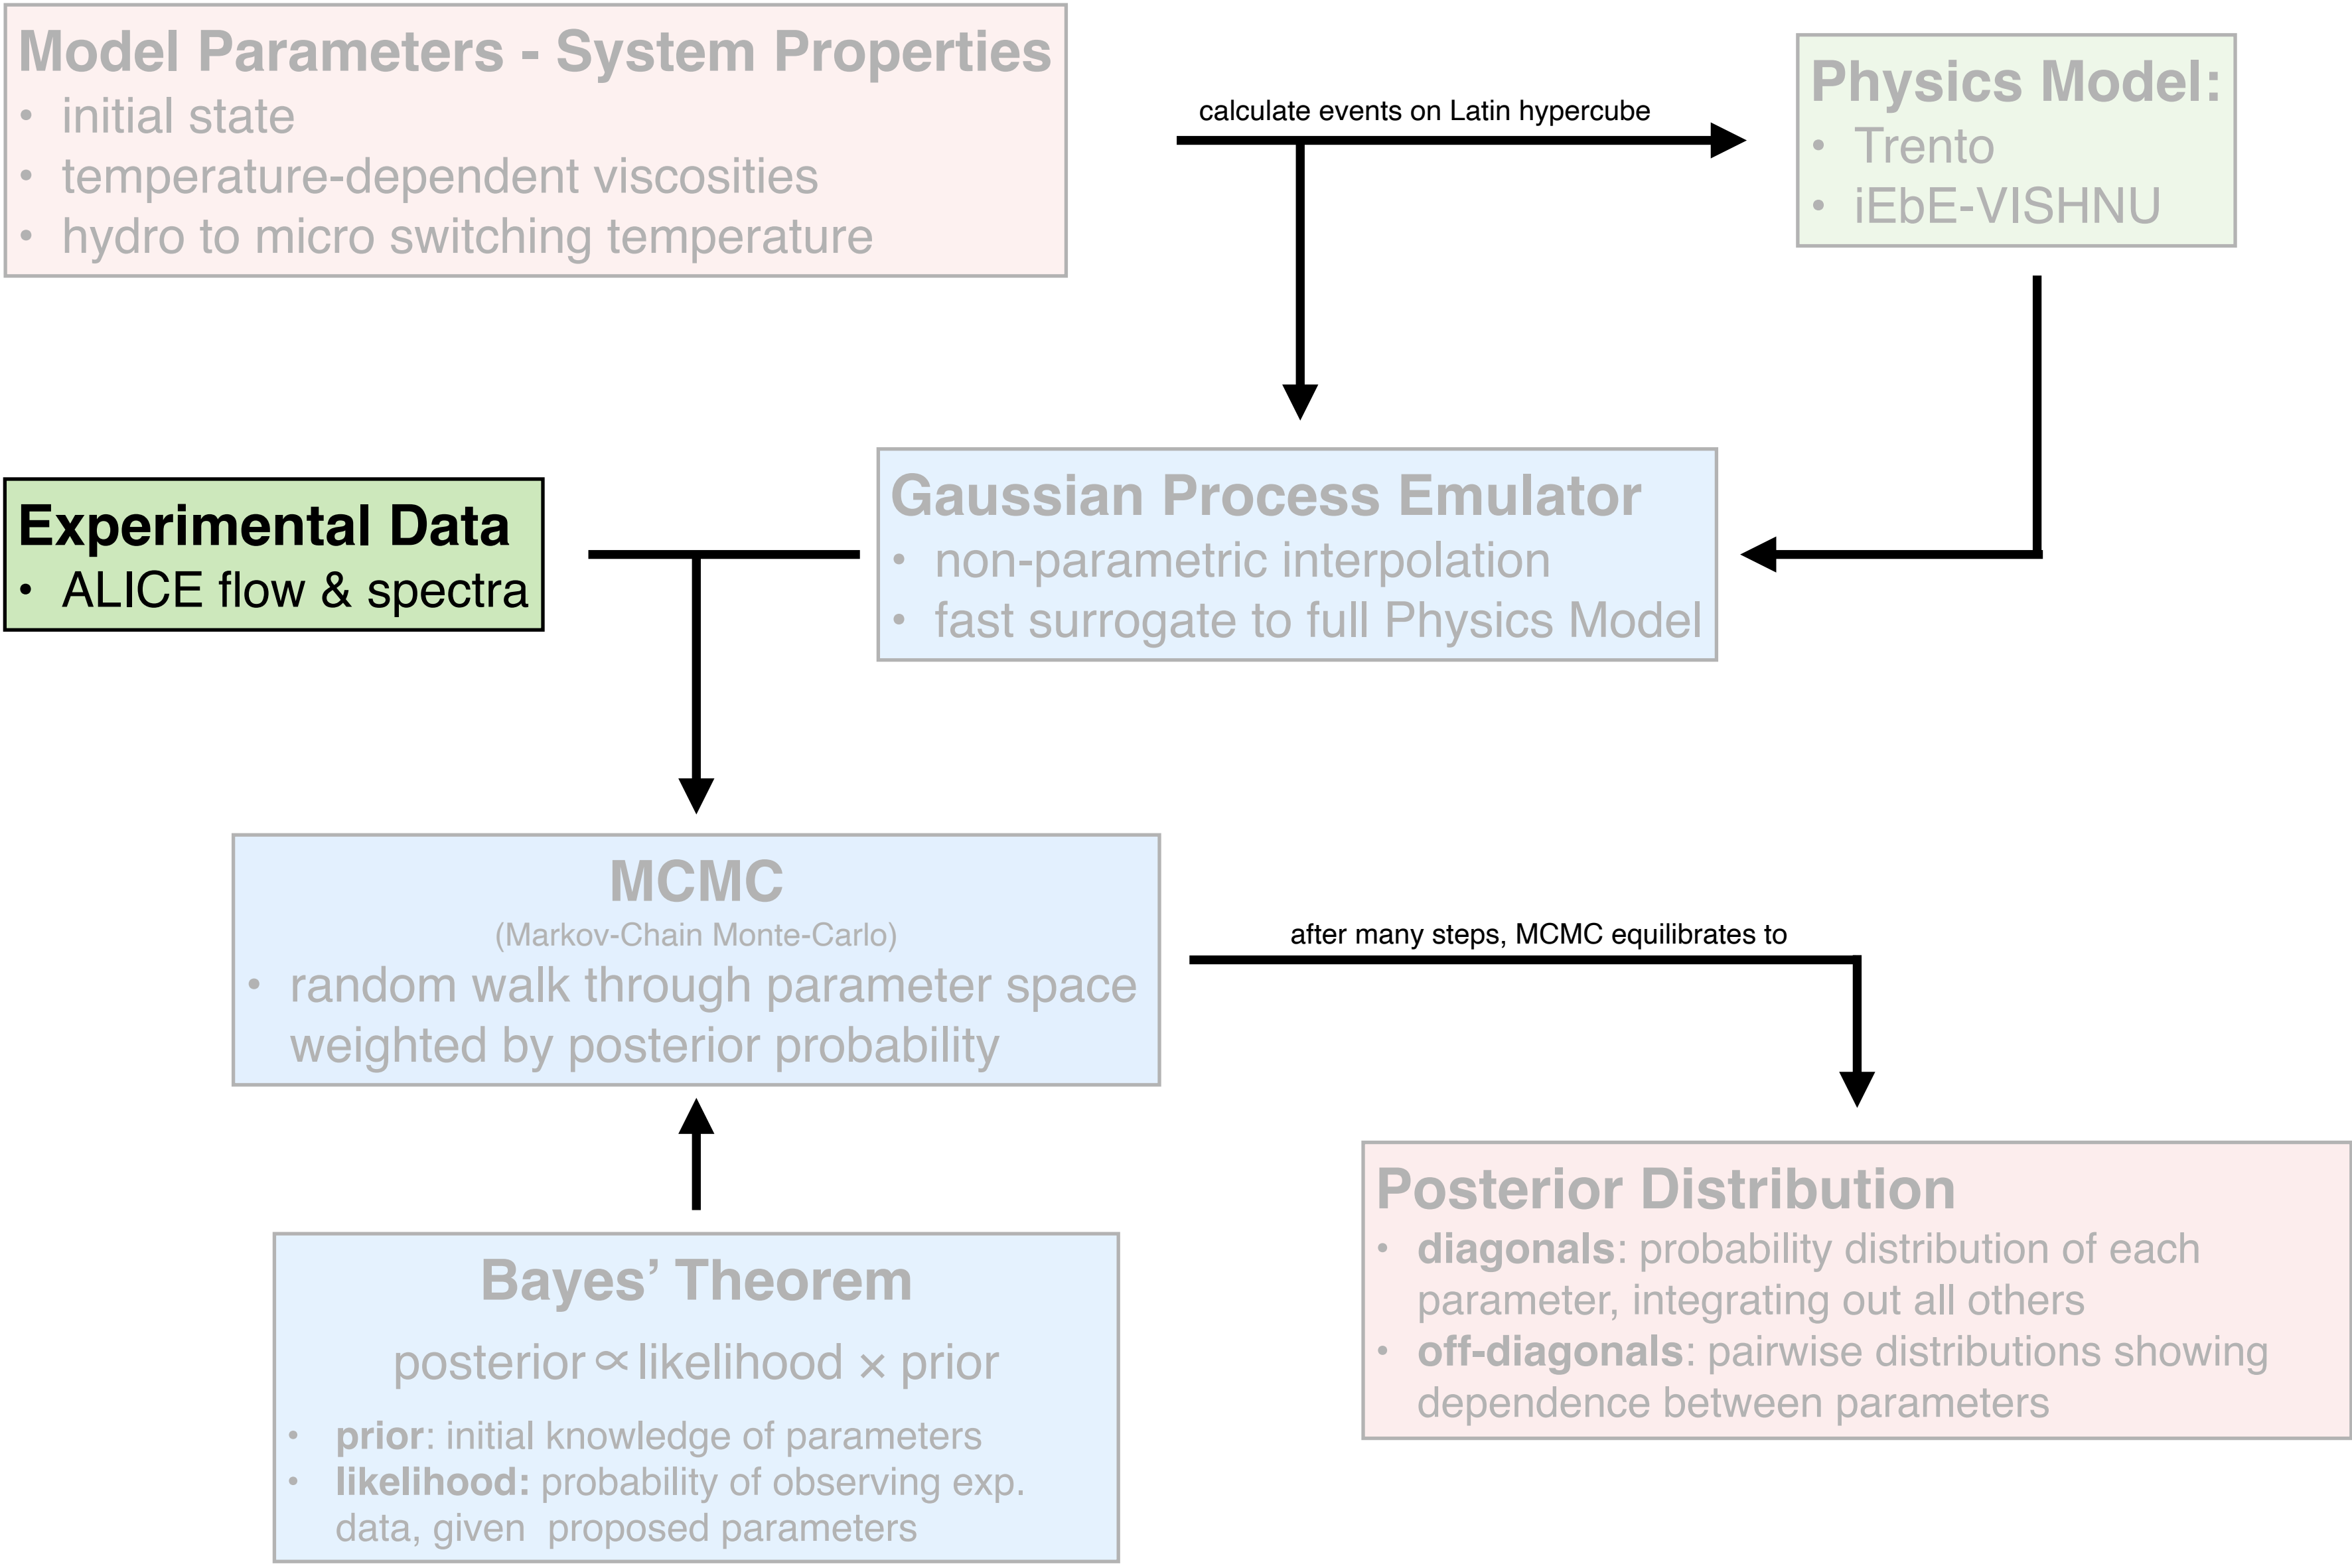 Model Parameters - System Properties
• initial state
• temperature-dependent viscosities
• hydro to micro switching temperature
calculate events on Latin hypercube
Physics Model:
• Trento
• iEbE-VISHNU
Experimental Data
• ALICE flow & spectra
Gaussian Process Emulator
• non-parametric interpolation
• fast surrogate to full Physics Model
MCMC
(Markov-Chain Monte-Carlo)
• random walk through parameter space
weighted by posterior probability
after many steps, MCMC equilibrates to
Bayes’ Theorem
posterior ∝ likelihood × prior
• prior: initial knowledge of parameters
• likelihood: probability of observing exp.
data, given proposed parameters
Posterior Distribution
• diagonals: probability distribution of each
parameter, integrating out all others
• off-diagonals: pairwise distributions showing
dependence between parameters